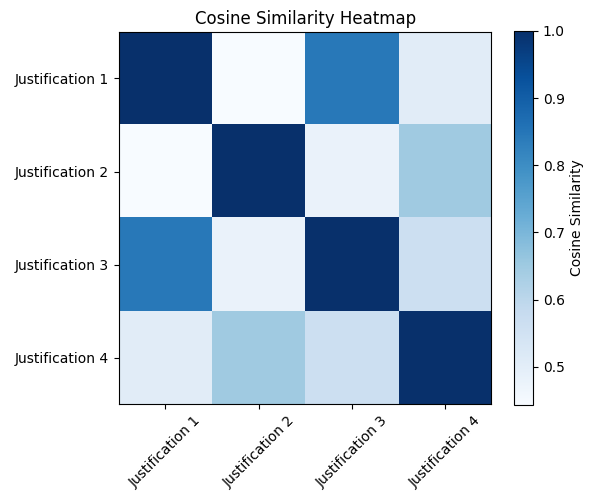 Cosine Similarity Heatmap
Justification 1
Justification 2
Justification 3
Justification 4
Justification 1
Justification 2
Justification 3
Justification 4
1.0
0.9
0.8
0.7
0.6
0.5
Cosine Similarity